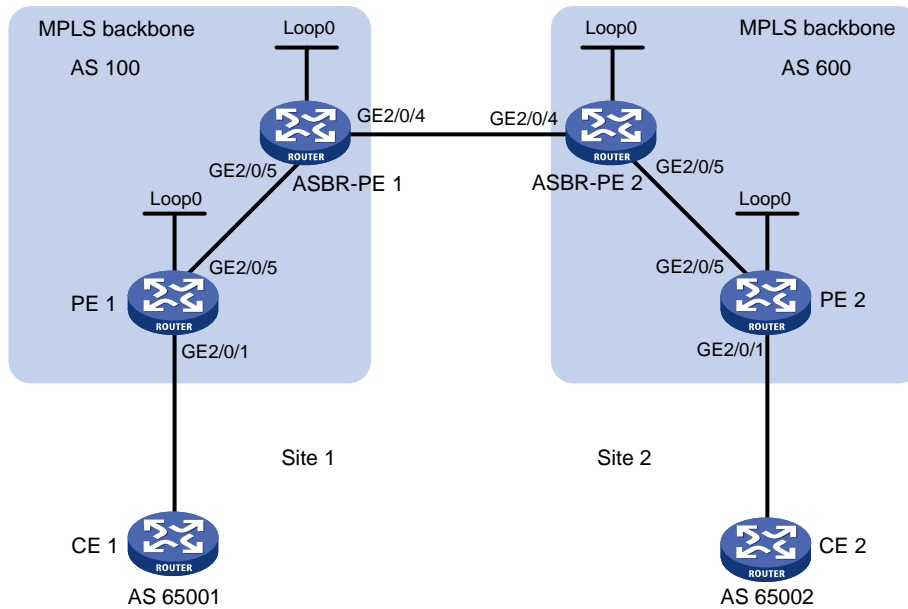 MPLS backbone
AS 100
Loop0
Loop0
MPLS backbone
AS 600
GE2/0/4
GE2/0/4
ROUTER
ROUTER
GE2/0/5
ASBR-PE 1
ASBR-PE 2
GE2/0/5
Loop0
Loop0
GE2/0/5
GE2/0/5
PE 1
ROUTER
ROUTER
PE 2
GE2/0/1
GE2/0/1
Site 1
Site 2
CE 1
ROUTER
ROUTER
CE 2
AS 65001
AS 65002